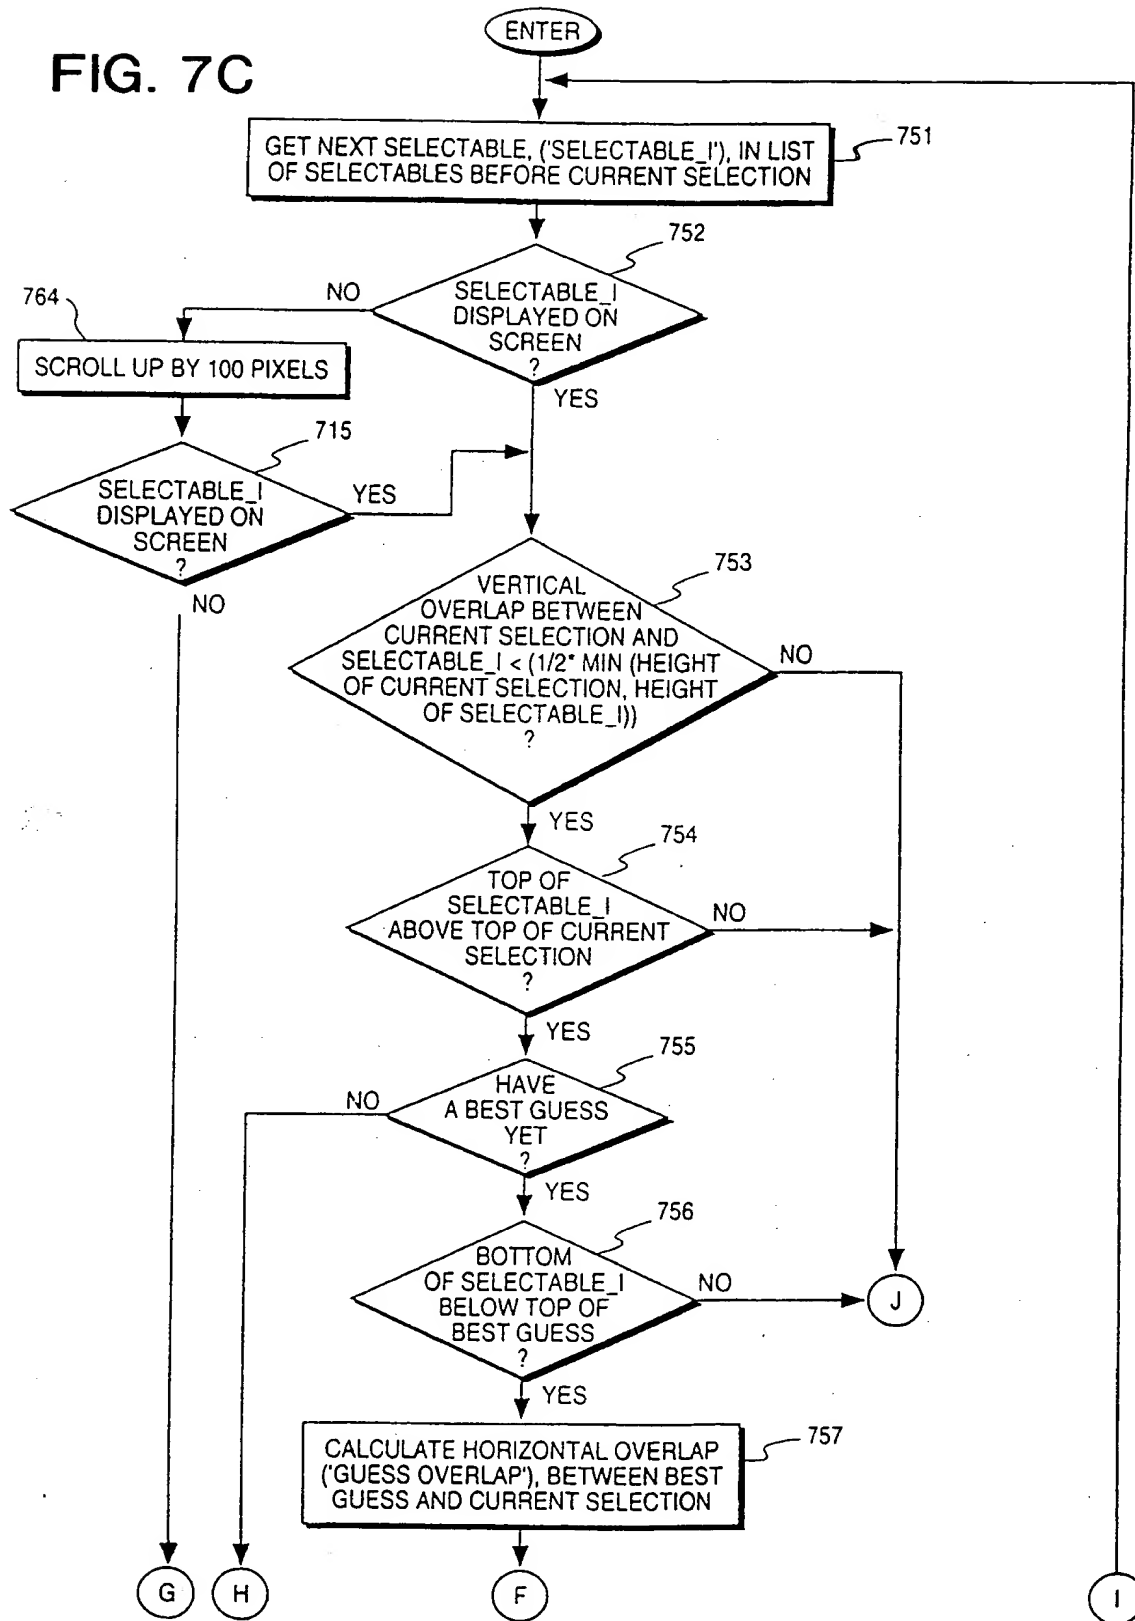 FIG. 7C
ENTER
GET NEXT SELECTABLE, ('SELECTABLE_I'), IN LIST
OF SELECTABLES BEFORE CURRENT SELECTION
751
752
SELECTABLE_I
DISPLAYED ON
SCREEN
?
NO
YES
764
SCROLL UP BY 100 PIXELS
715
SELECTABLE_I
DISPLAYED ON
SCREEN
?
YES
NO
753
VERTICAL
OVERLAP BETWEEN
CURRENT SELECTION AND
SELECTABLE_I < (1/2* MIN (HEIGHT
OF CURRENT SELECTION, HEIGHT
OF SELECTABLE_I))
?
NO
YES
754
TOP OF
SELECTABLE_I
ABOVE TOP OF CURRENT
SELECTION
?
NO
YES
755
HAVE
A BEST GUESS
YET
?
NO
YES
756
BOTTOM
OF SELECTABLE_I
BELOW TOP OF
BEST GUESS
?
NO
J
YES
CALCULATE HORIZONTAL OVERLAP
('GUESS OVERLAP'), BETWEEN BEST
GUESS AND CURRENT SELECTION
757
G
H
F
I